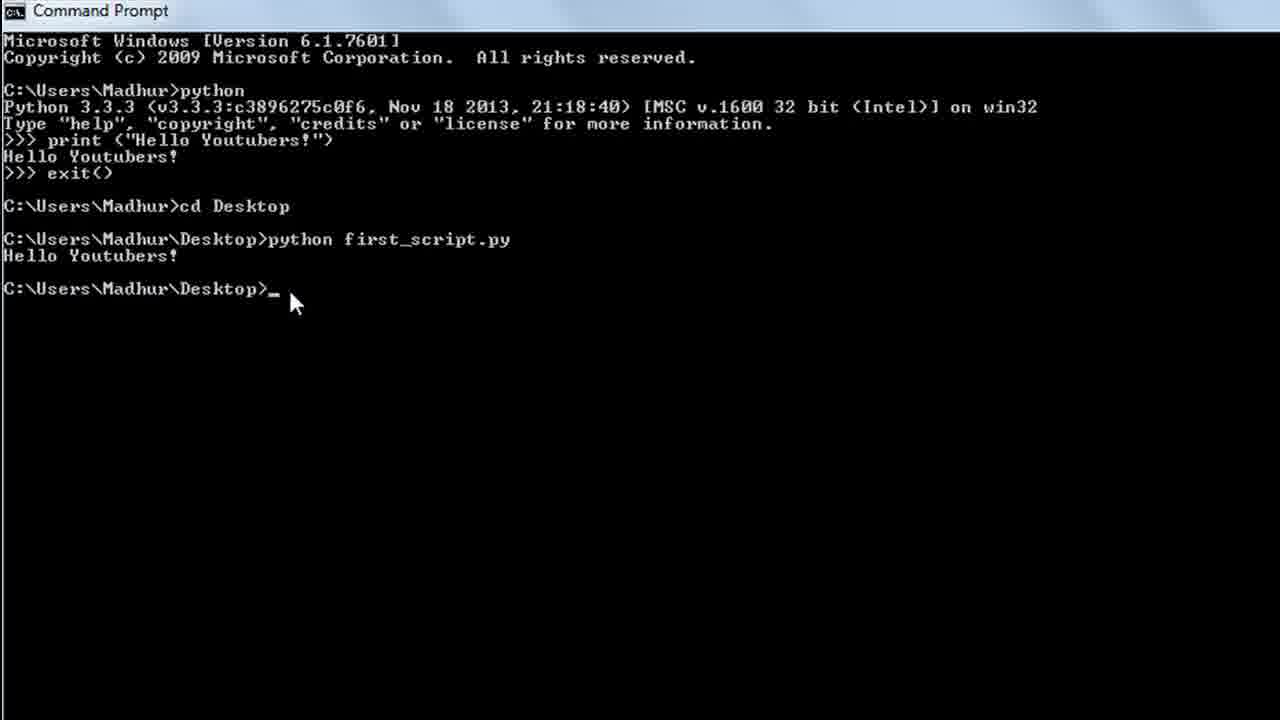 Command Prompt
Microsoft Windows [Version 6.1.7601]
Copyright (c) 2009 Microsoft Corporation.  All rights reserved.
C:\Users\Madhur>python
Python 3.3.3 (v3.3.3:c3896275c0f6, Nov 18 2013, 21:18:40) [MSC v.1600 32 bit (Intel)] on win32
Type "help", "copyright", "credits" or "license" for more information.
>>> print ("Hello Youtubers!")
Hello Youtubers!
>>> exit()
C:\Users\Madhur>cd Desktop
C:\Users\Madhur\Desktop>python first_script.py
Hello Youtubers!
C:\Users\Madhur\Desktop>_